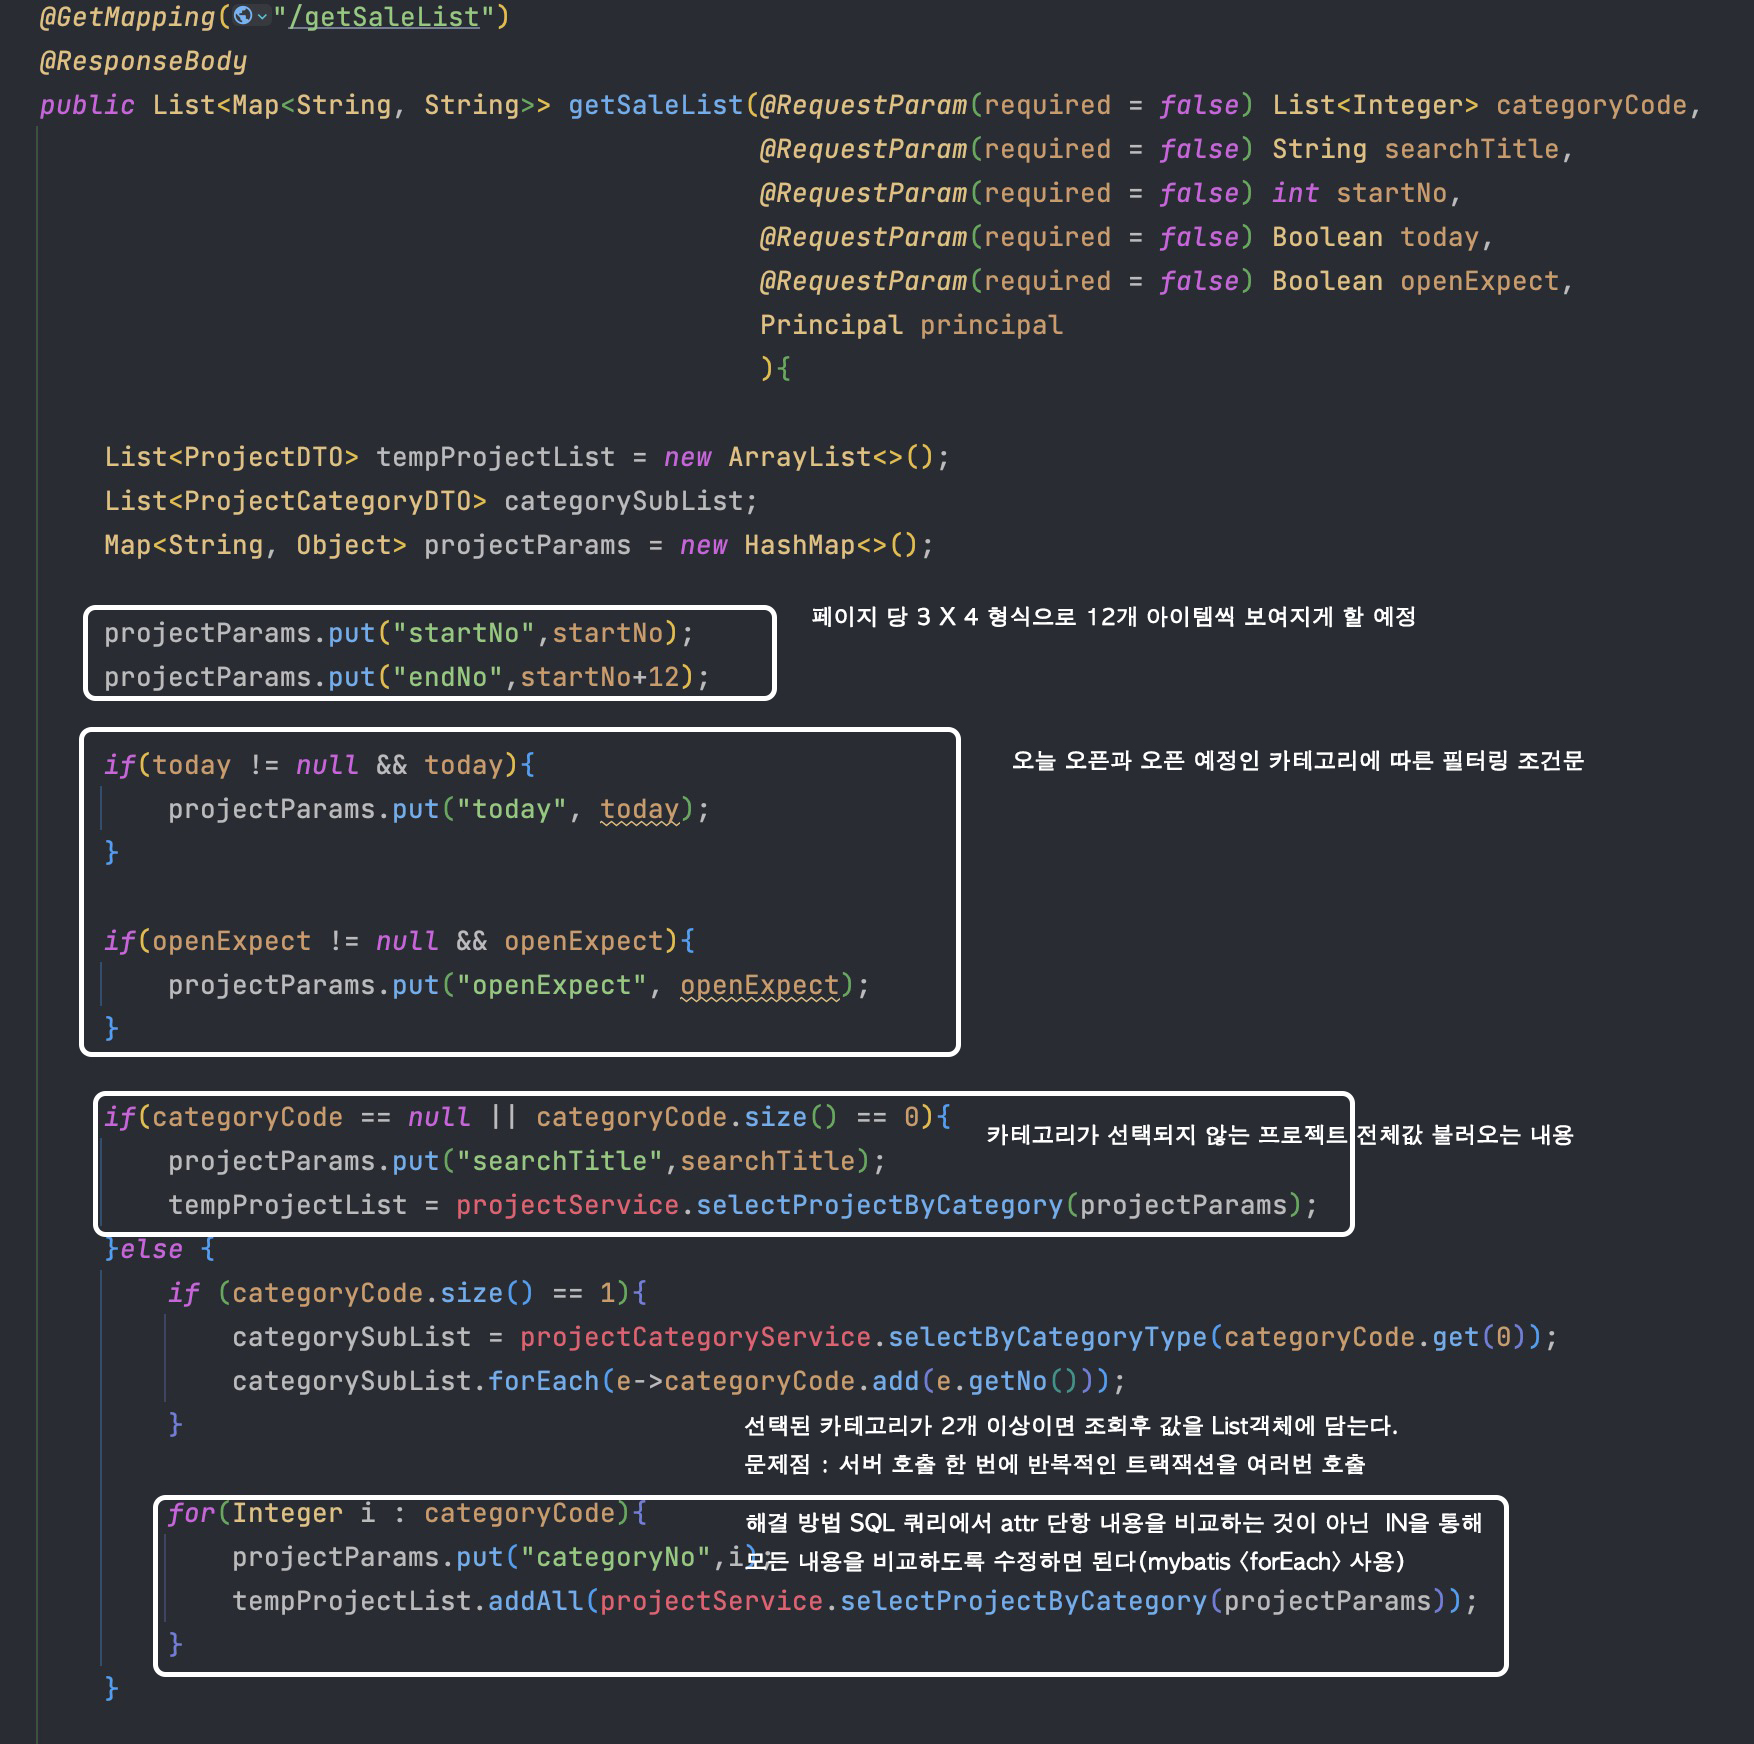 @GetMapping("/getSaleList")
@ResponseBody
public List<Map<String, String>> getSaleList(@RequestParam(required = false) List<Integer> categoryCode,
@RequestParam(required = false) String searchTitle,
@RequestParam(required = false) int startNo,
@RequestParam(required = false) Boolean today,
@RequestParam(required = false) Boolean openExpect,
Principal principal
){
List<ProjectDTO> tempProjectList = new ArrayList<>();
List<ProjectCategoryDTO> categorySubList;
Map<String, Object> projectParams = new HashMap<>();
페이지 당 3 X 4 형식으로 12개 아이템씩 보여지게 할 예정
projectParams.put("startNo",startNo);
projectParams.put("endNo",startNo+12);
오늘 오픈과 오픈 예정인 카테고리에 따른 필터링 조건문
if(today != null && today){
projectParams.put("today", today);
}
if(openExpect != null && openExpect){
projectParams.put("openExpect", openExpect);
}
if(categoryCode == null || categoryCode.size() == 0){
카테고리가 선택되지 않는 프로젝트 전체값 불러오는 내용
projectParams.put("searchTitle",searchTitle);
tempProjectList = projectService.selectProjectByCategory(projectParams);
}else {
if (categoryCode.size() == 1){
categorySubList = projectCategoryService.selectByCategoryType(categoryCode.get(0));
categorySubList.forEach(e->categoryCode.add(e.getNo()));
}
선택된 카테고리가 2개 이상이면 조회후 값을 List객체에 담는다.
문제점 : 서버 호출 한 번에 반복적인 트랙잭션을 여러번 호출
for(Integer i : categoryCode){
해결 방법 SQL 쿼리에서 attr 단항 내용을 비교하는 것이 아닌 IN을 통해
projectParams.put("categoryNo",i);
모든 내용을 비교하도록 수정하면 된다(mybatis <forEach> 사용)
tempProjectList.addAll(projectService.selectProjectByCategory(projectParams));
}
}